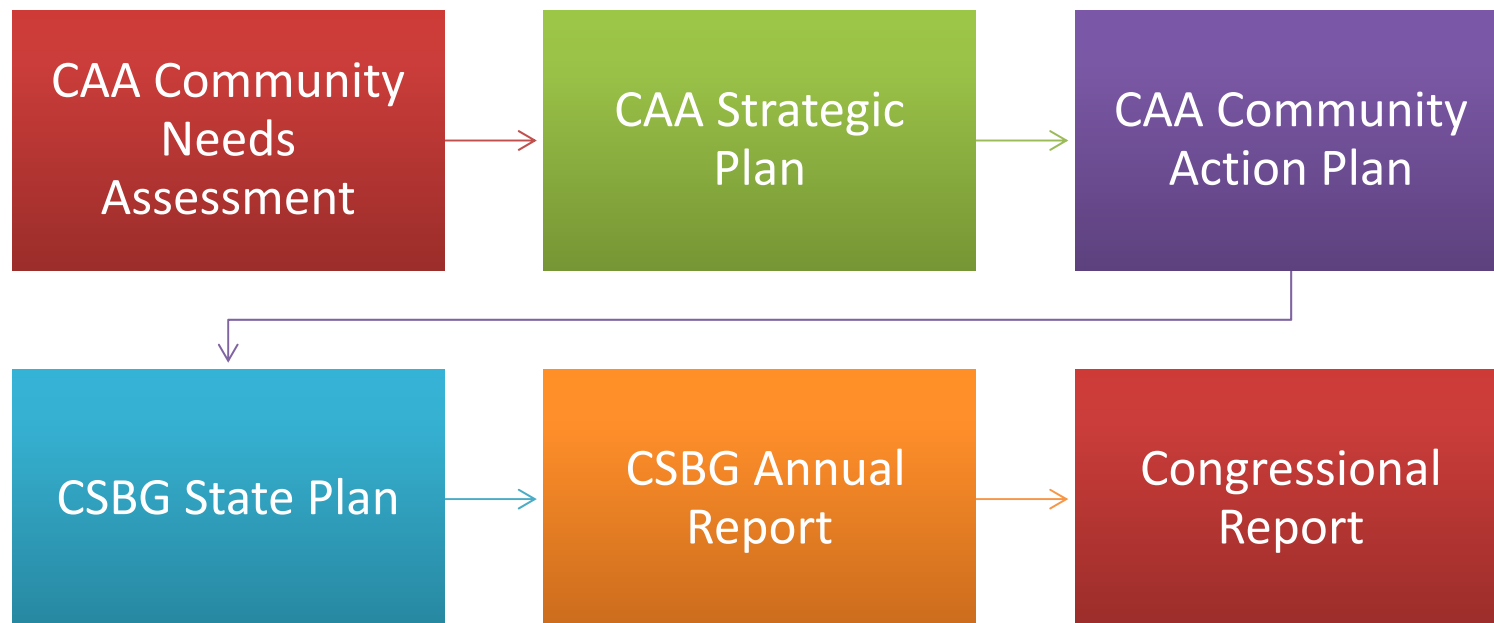 CAA Community
Needs
Assessment
CAA Strategic
Plan
CAA Community
Action Plan
CSBG State Plan
CSBG Annual
Report
Congressional
Report